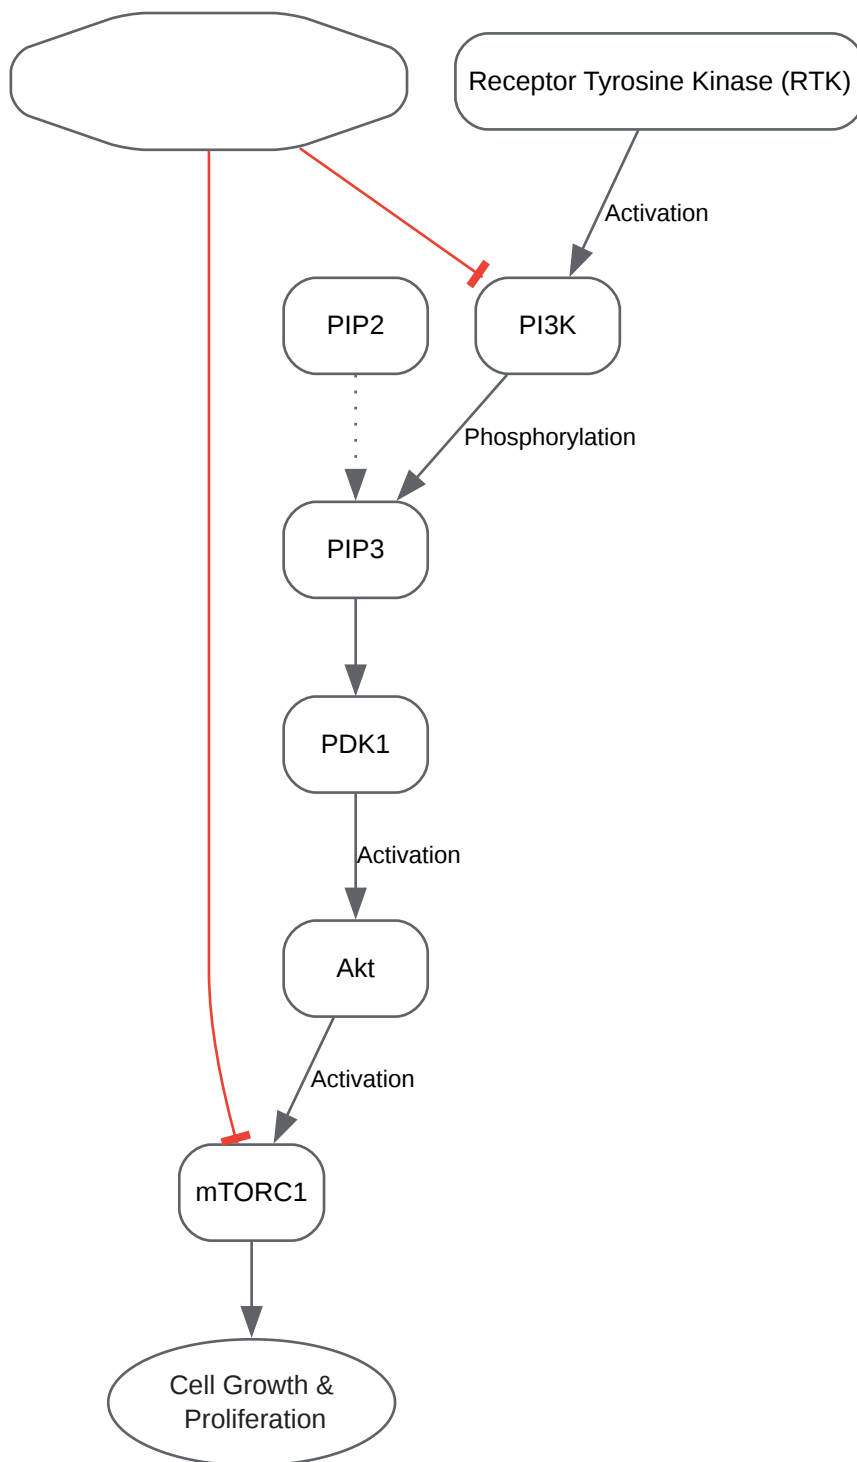 Receptor Tyrosine Kinase (RTK)
Activation
PIP2
PI3K
Phosphorylation
PIP3
PDK1
Activation
Akt
Activation
mTORC1
Cell Growth &
Proliferation